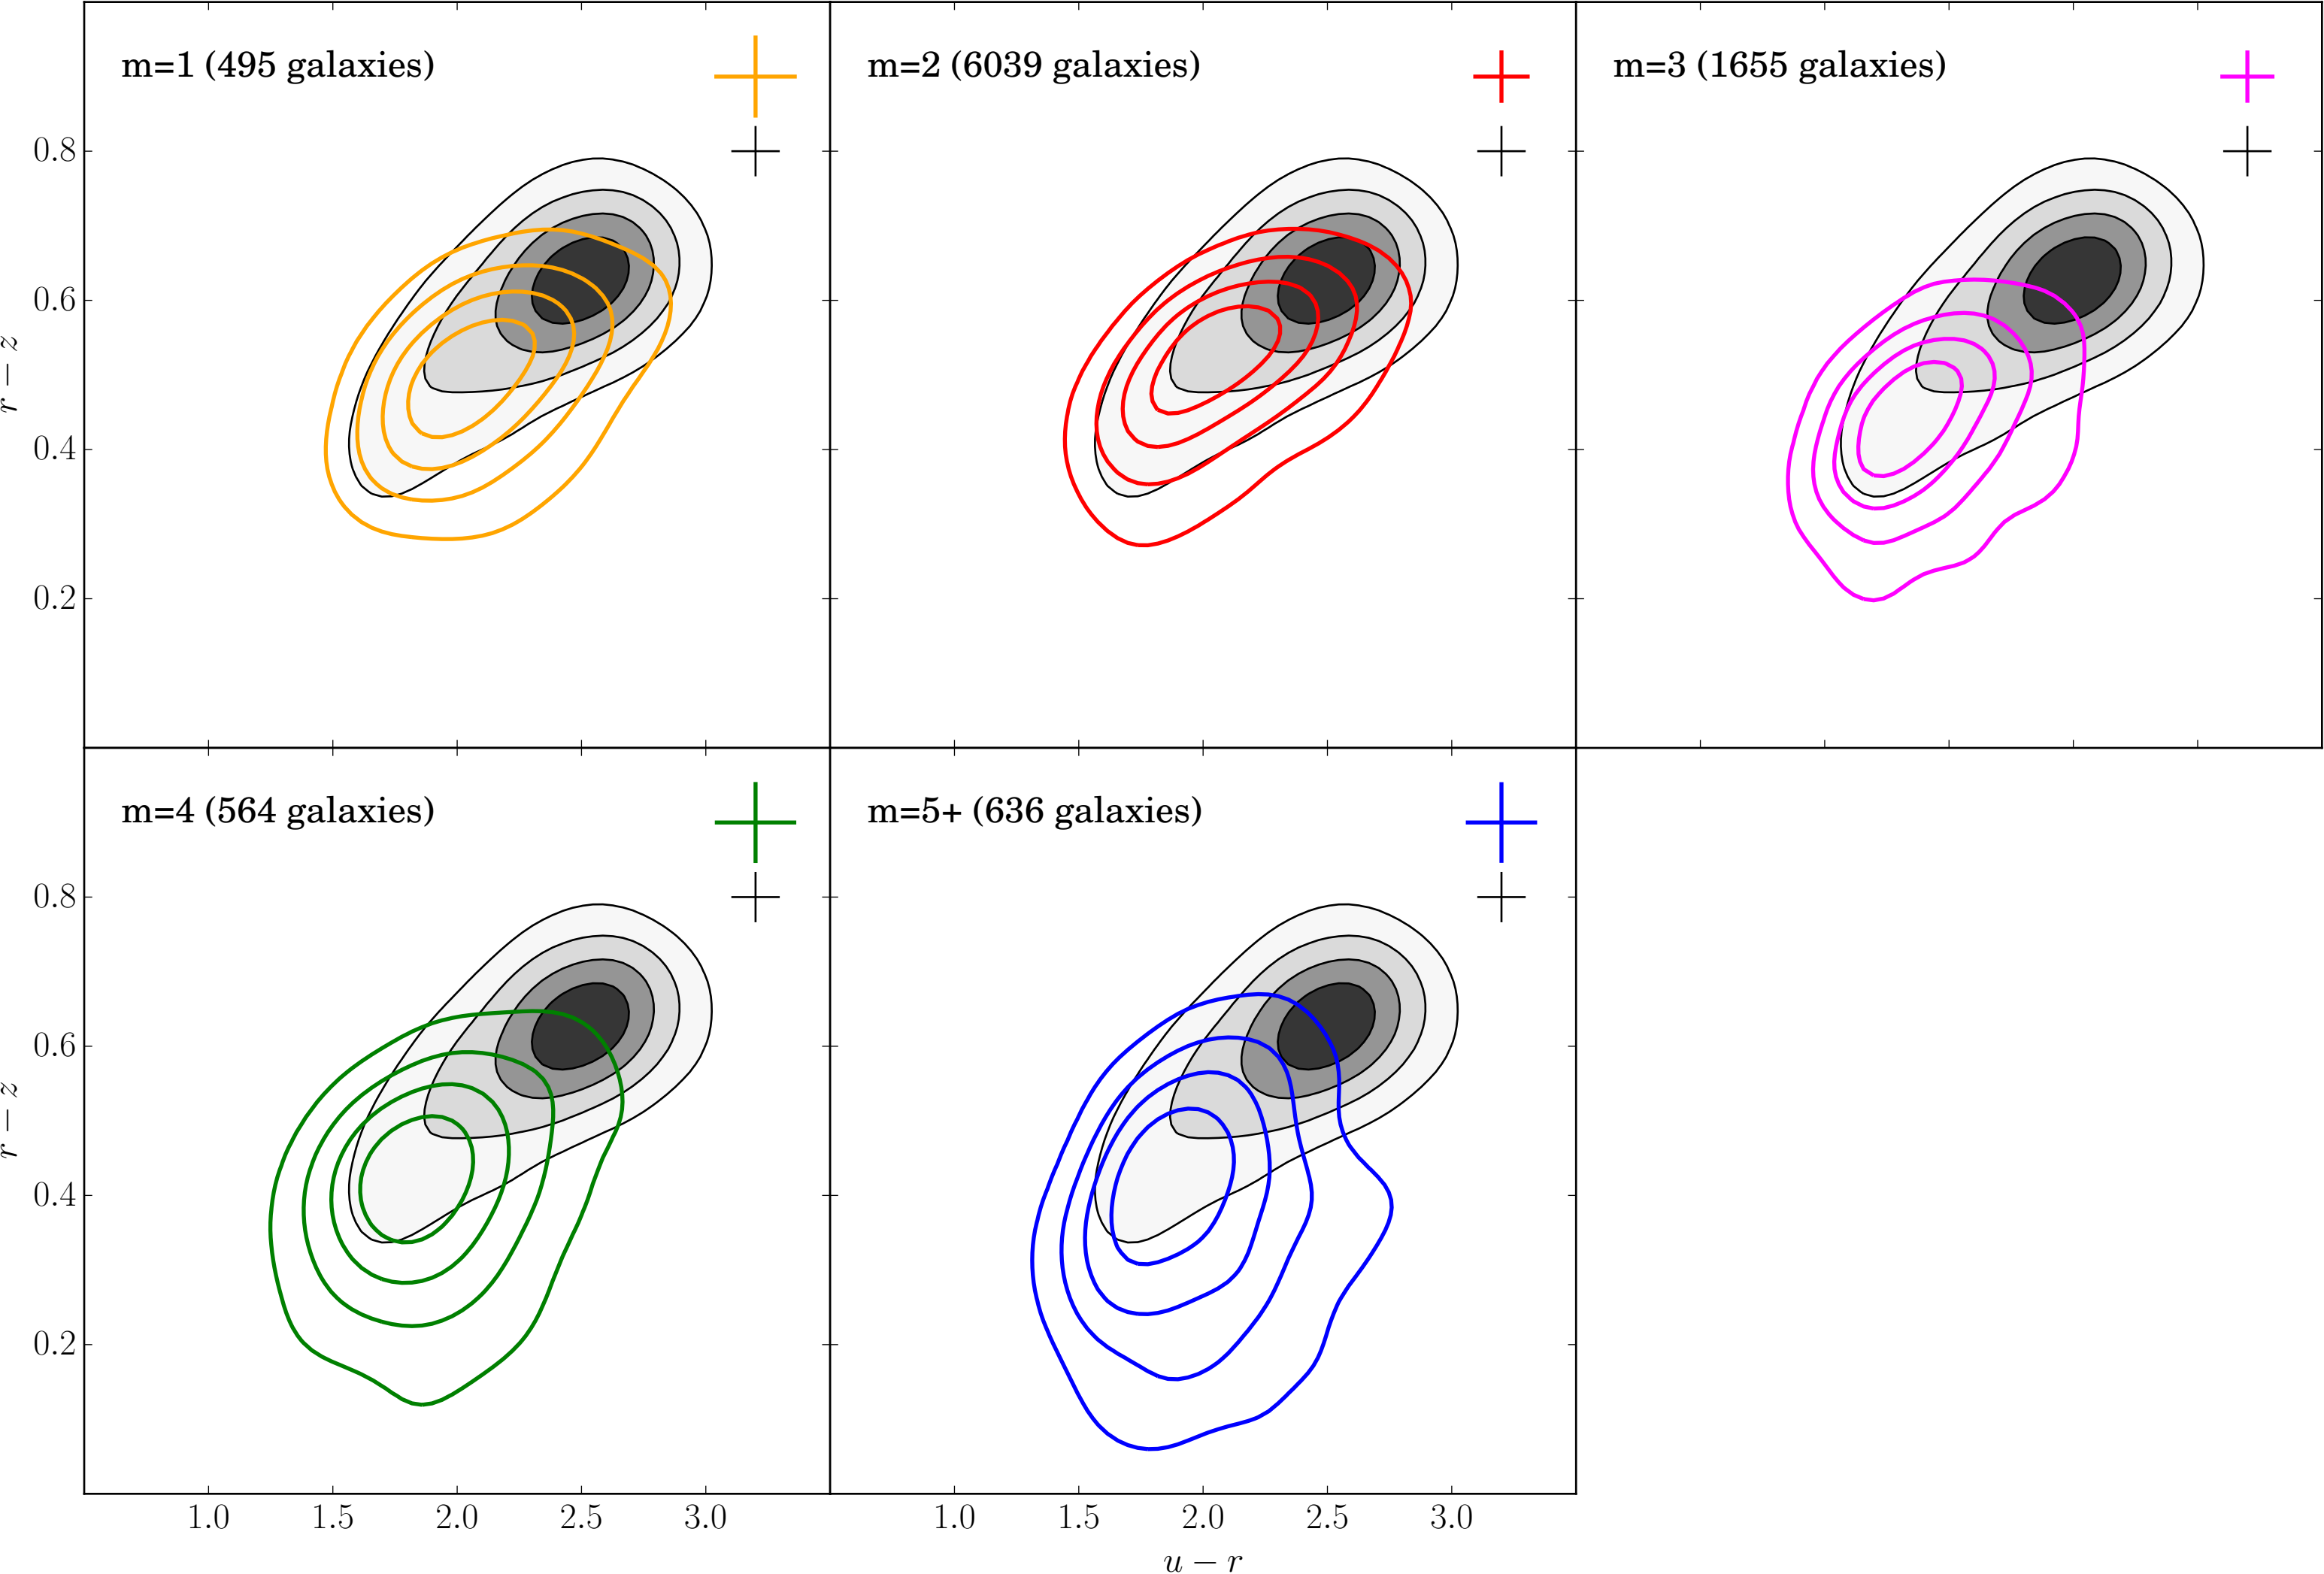 m=1 (495 galaxies)
m=2 (6039 galaxies)
m=3 (1655 galaxies)
0.8
0.6
r − z
0.4
0.2
m=4 (564 galaxies)
m=5+ (636 galaxies)
0.8
0.6
r − z
0.4
0.2
1.0 1.5 2.0 2.5 3.0
1.0 1.5 2.0 2.5 3.0
u − r